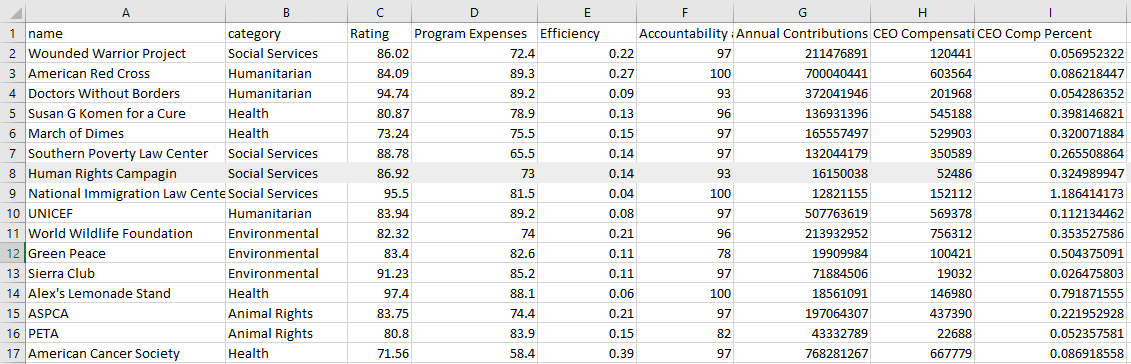 A B C D E F G H I
1 name category Rating Program Expenses Efficiency Accountability Annual Contributions CEO Compensati CEO Comp Percent
2 Wounded Warrior Project Social Services 86.02 72.4 0.22 97 211476891 120441 0.056952322
3 American Red Cross Humanitarian 84.09 89.3 0.27 100 700040441 603564 0.086218447
4 Doctors Without Borders Humanitarian 94.74 89.2 0.09 93 372041946 201968 0.054286352
5 Susan G Komen for a Cure Health 80.87 78.9 0.13 96 136931396 545188 0.398146821
6 March of Dimes Health 73.24 75.5 0.15 97 165557497 529903 0.320071884
7 Southern Poverty Law Center Social Services 88.78 65.5 0.14 97 132044179 350589 0.265508864
8 Human Rights Campagin Social Services 86.92 73 0.14 93 16150038 52486 0.324989947
9 National Immigration Law Cente Social Services 95.5 81.5 0.04 100 12821155 152112 1.186414173
10 UNICEF Humanitarian 83.94 89.2 0.08 97 507763619 569378 0.112134462
11 World Wildlife Foundation Environmental 82.32 74 0.21 96 213932952 756312 0.353527586
12 Green Peace Environmental 83.4 82.6 0.11 78 19909984 100421 0.504375091
13 Sierra Club Environmental 91.23 85.2 0.11 97 71884506 19032 0.026475803
14 Alex's Lemonade Stand Health 97.4 88.1 0.06 100 18561091 146980 0.791871555
15 ASPCA Animal Rights 83.75 74.4 0.21 97 197064307 437390 0.221952928
16 PETA Animal Rights 80.8 83.9 0.15 82 43332789 22688 0.052357581
17 American Cancer Society Health 71.56 58.4 0.39 97 768281267 667779 0.086918558